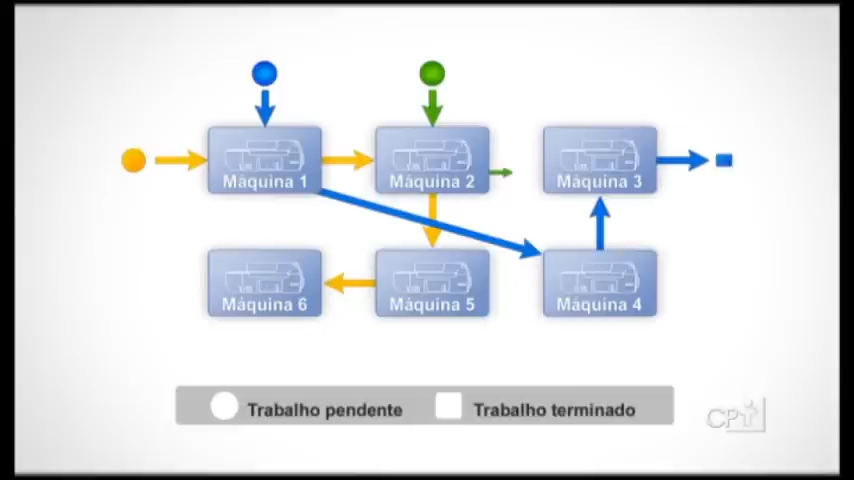 Máquina 1
Máquina 2
Máquina 3
Máquina 6
Máquina 5
Máquina 4
Trabalho pendente
Trabalho terminado
CPT